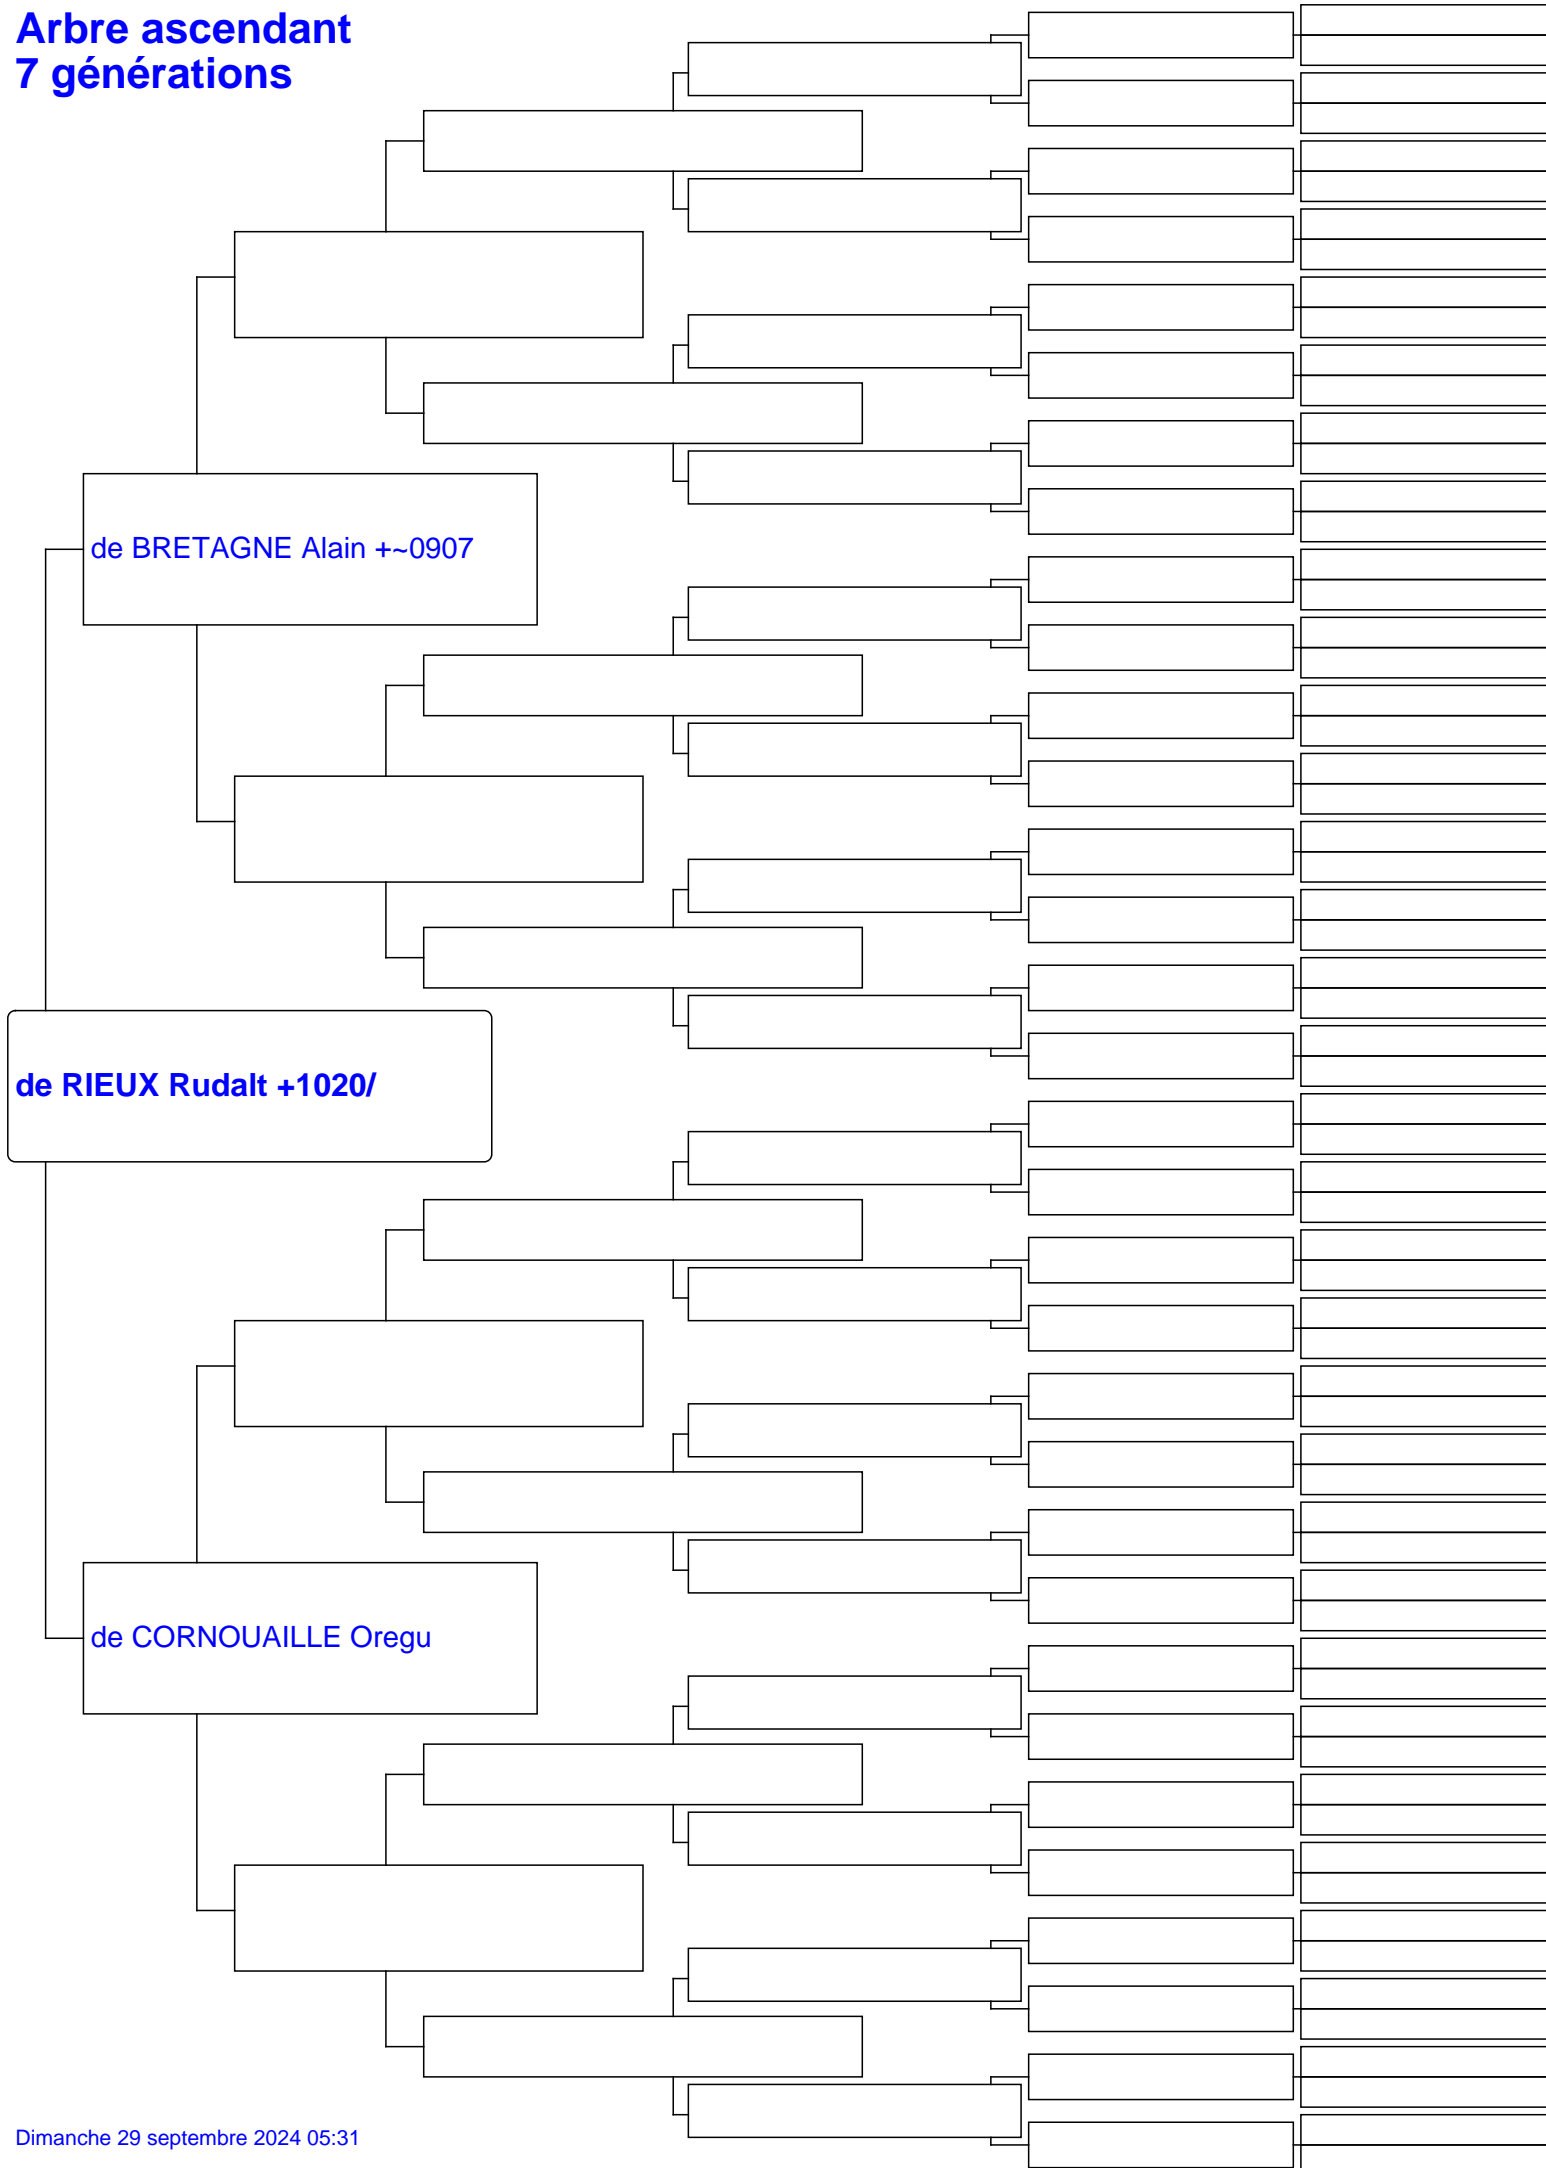 Arbre ascendant
7 générations
de BRETAGNE Alain +~0907
de RIEUX Rudalt +1020/
de CORNOUAILLE Oregu
Dimanche 29 septembre 2024 05:31